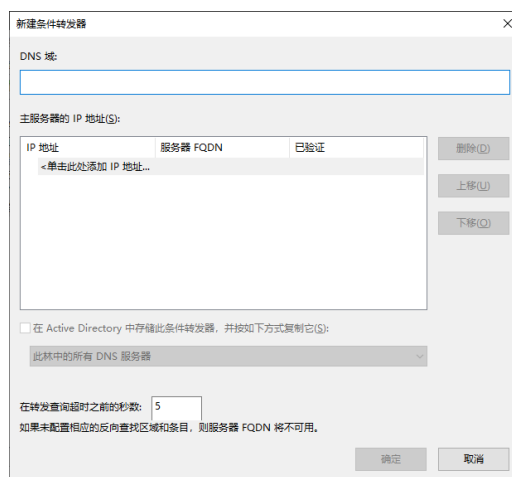 新建条件转发器
DNS 域:
主服务器的 IP 地址(S):
IP 地址 服务器 FQDN 已验证
<单击此处添加 IP 地址...
删除(D)
上移(U)
下移(O)
在 Active Directory 中存储此条件转发器，并按如下方式复制它(S):
此林中的所有 DNS 服务器
在转发查询超时之前的秒数: 5
如果未配置相应的反向查找区域和条目，则服务器 FQDN 将不可用。
确定 取消